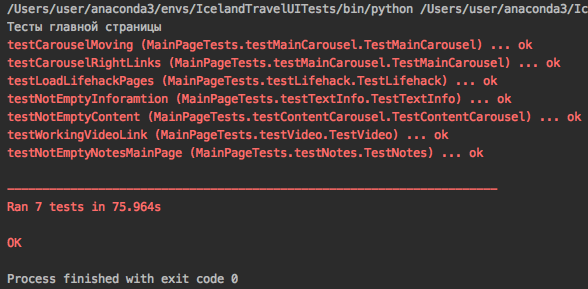 /Users/user/anaconda3/envs/IcelandTravelUITests/bin/python /Users/user/anaconda3/Ic
Тесты главной страницы
testCarouselMoving (MainPageTests.testMainCarousel.TestMainCarousel) ... ok
testCarouselRightLinks (MainPageTests.testMainCarousel.TestMainCarousel) ... ok
testLoadLifehackPages (MainPageTests.testLifehack.TestLifehack) ... ok
testNotEmptyInforamtion (MainPageTests.testTextInfo.TestTextInfo) ... ok
testNotEmptyContent (MainPageTests.testContentCarousel.TestContentCarousel) ... ok
testWorkingVideoLink (MainPageTests.testVideo.TestVideo) ... ok
testNotEmptyNotesMainPage (MainPageTests.testNotes.TestNotes) ... ok
----------------------------------------------------------------------
Ran 7 tests in 75.964s
OK
Process finished with exit code 0